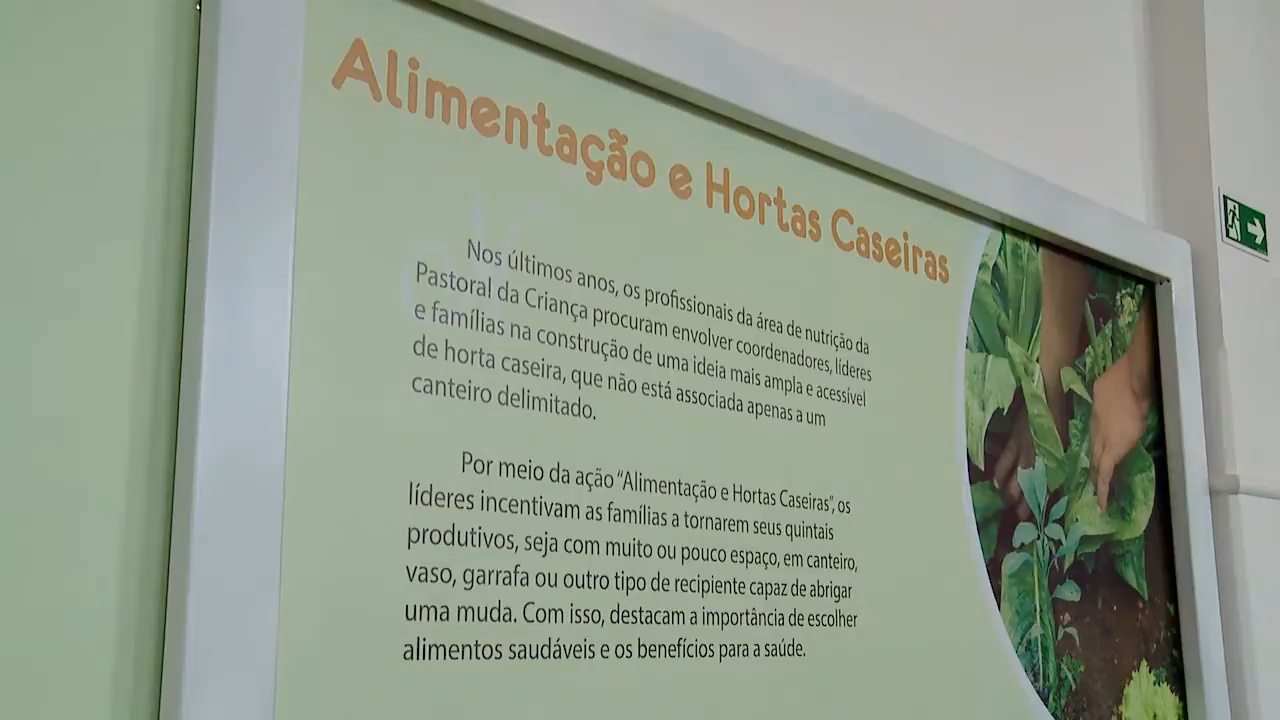 Alimentação e Hortas Caseiras
Nos últimos anos, os profissionais da área de nutrição da
Pastoral da Criança procuram envolver coordenadores, líderes
e famílias na construção de uma ideia mais ampla e acessível
de horta caseira, que não está associada apenas a um
canteiro delimitado.
Por meio da ação “Alimentação e Hortas Caseiras”, os
líderes incentivam as famílias a tornarem seus quintais
produtivos, seja com muito ou pouco espaço, em canteiro,
vaso, garrafa ou outro tipo de recipiente capaz de abrigar
uma muda. Com isso, destacam a importância de escolher
alimentos saudáveis e os benefícios para a saúde.